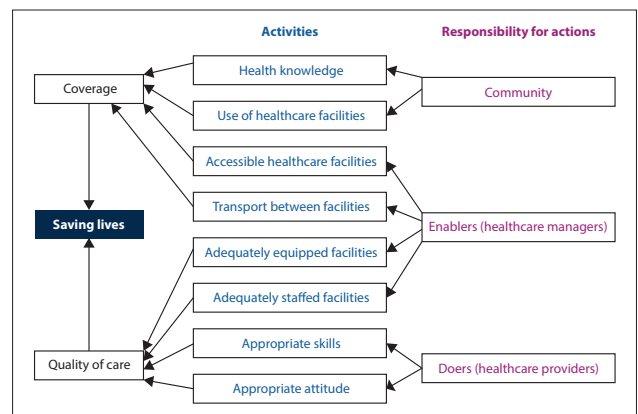 Activities
Responsibility for actions
Health knowledge
Coverage
Community
Use of healthcare facilities
Accessible healthcare facilities
Transport between facilities
Saving lives
Enablers (healthcare managers)
Adequately equipped facilities
Adequately staffed facilities
Appropriate skills
Quality of care
Doers (healthcare providers)
Appropriate attitude